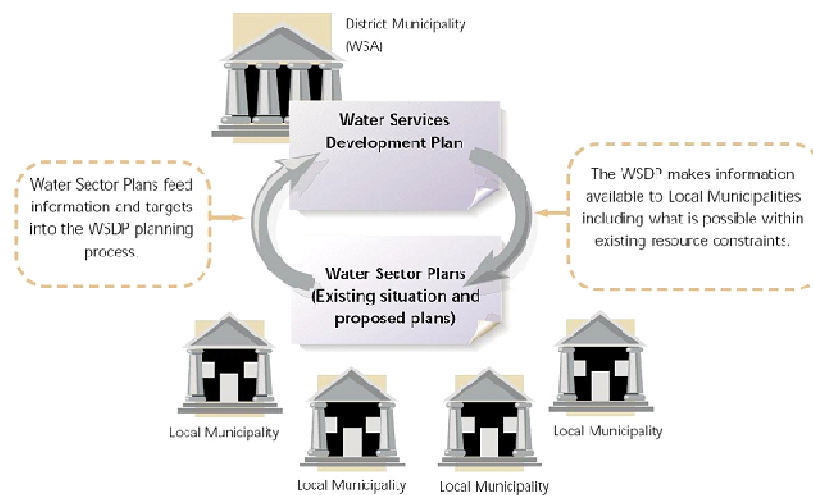 District Municipality
(WSA)
Water Services
Development Plan
Water Sector Plans feed
information and targets
into the WSDP planning
process.
The WSDP makes information
available to Local Municipalities
including what is possible within
existing resource constraints.
Water Sector Plans
(Existing situation and
proposed plans)
Local Municipality
Local Municipality
Local Municipality
Local Municipality